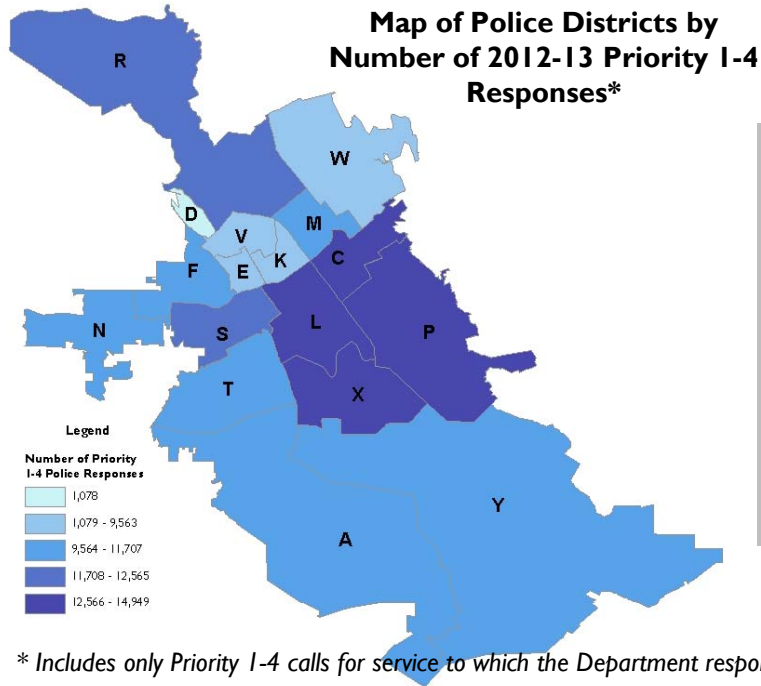 Map of Police Districts by
Number of 2012-13 Priority 1-4
Responses*
R
W
D
M
V
C
K
E
F
N
L
S
P
T
X
Y
A
Legend
Number of Priority
1-4 Police Responses
1,078
1,079 - 9,563
9,564 - 11,707
11,708 - 12,565
12,566 - 14,949
* Includes only Priority 1-4 calls for service to which the Department respo